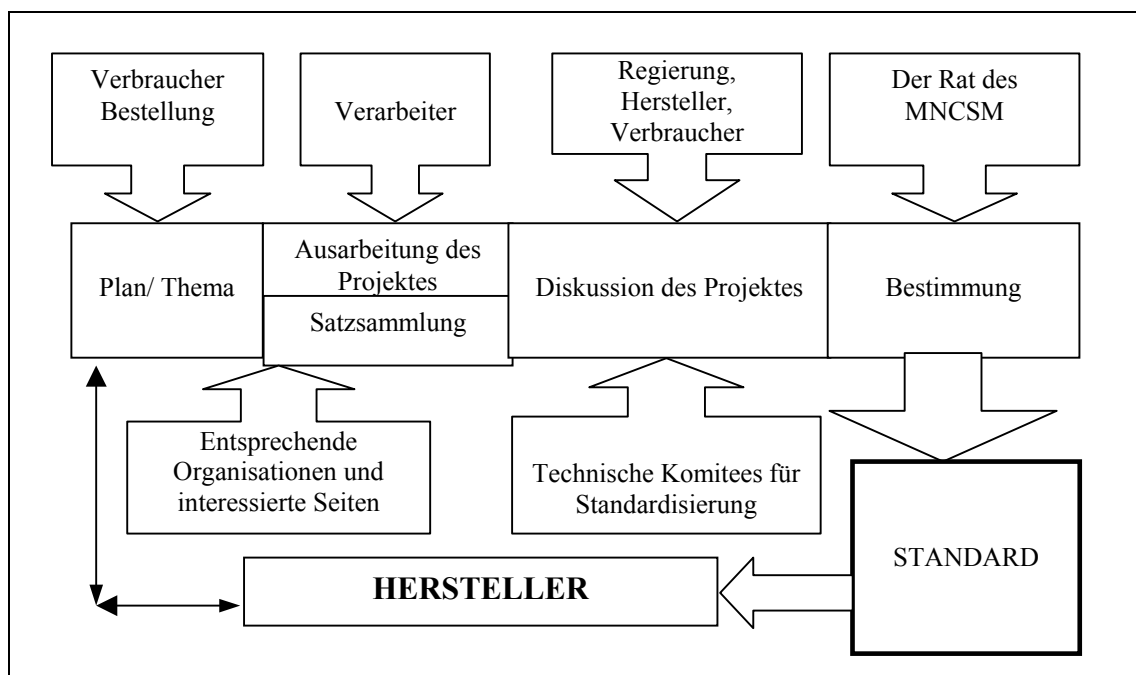 Verbraucher
Bestellung
Verarbeiter
Regierung,
Hersteller,
Verbraucher
Der Rat des
MNCSM
Plan/ Thema
Ausarbeitung des
Projektes
Satzsammlung
Diskussion des Projektes
Bestimmung
Entsprechende
Organisationen und
interessierte Seiten
Technische Komitees für
Standardisierung
STANDARD
HERSTELLER